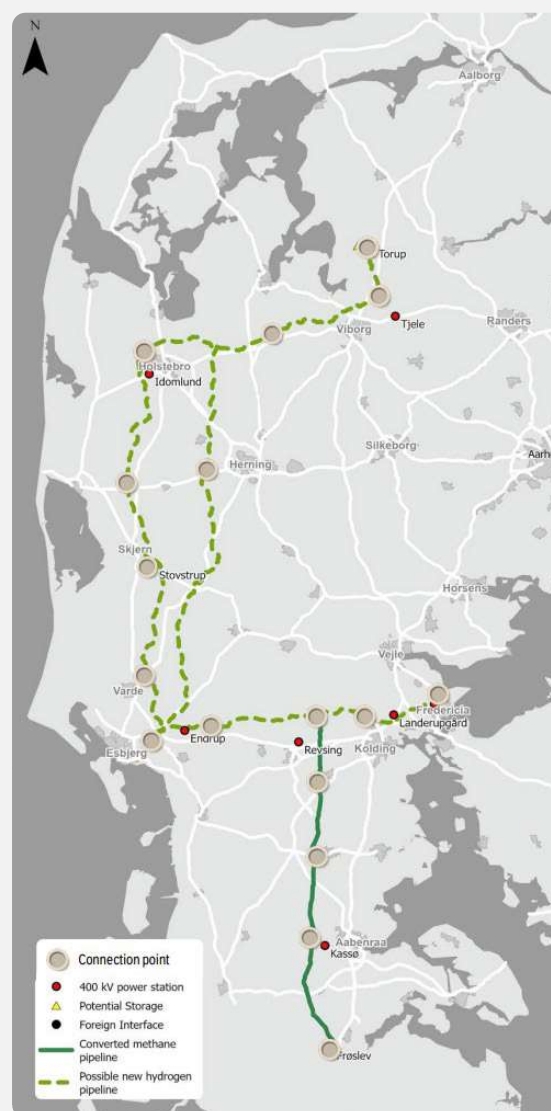 N
Aalborg
Torup
Tjele
Viborg
Randers
Holstebro
Idomlund
Silkeborg
Aarh
Herning
Skjern
Stovstrup
Horsens
Vejle
Varde
Fredericia
Landerupgård
Endrup
Esbjerg
Revsing
Kolding
Aabenraa
Kassø
Frøslev
Connection point
400 kV power station
Potential Storage
Foreign Interface
Converted methane
pipeline
Possible new hydrogen
pipeline